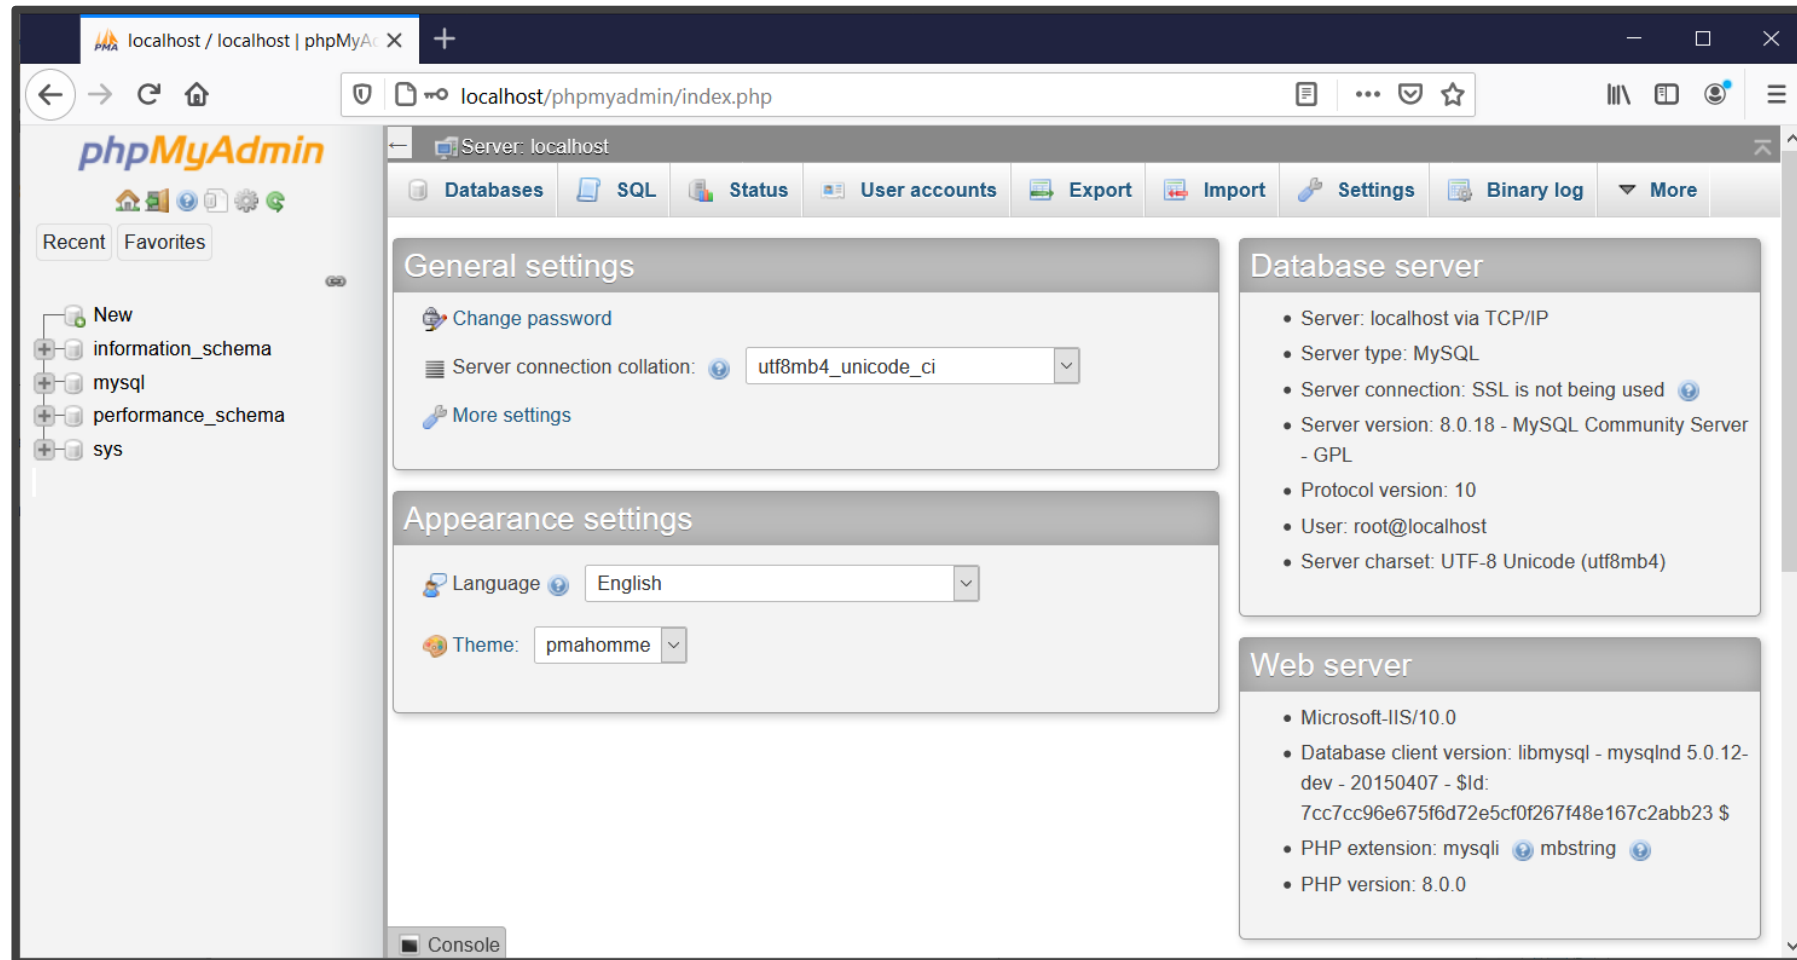 localhost / localhost | phpMyAd
localhost/phpmyadmin/index.php
phpMyAdmin
Recent Favorites
New
information_schema
mysql
performance_schema
sys
Server: localhost
Databases SQL Status User accounts Export Import Settings Binary log More
General settings
Change password
Server connection collation: utf8mb4_unicode_ci
More settings
Appearance settings
Language English
Theme: pmahomme
Database server
Server: localhost via TCP/IP
Server type: MySQL
Server connection: SSL is not being used
Server version: 8.0.18 - MySQL Community Server
- GPL
Protocol version: 10
User: root@localhost
Server charset: UTF-8 Unicode (utf8mb4)
Web server
Microsoft-IIS/10.0
Database client version: libmysql - mysqlnd 5.0.12-
dev - 20150407 - $Id:
7cc7cc96e675f6d72e5cf0f267f48e167c2abb23 $
PHP extension: mysqli mbstring
PHP version: 8.0.0
Console